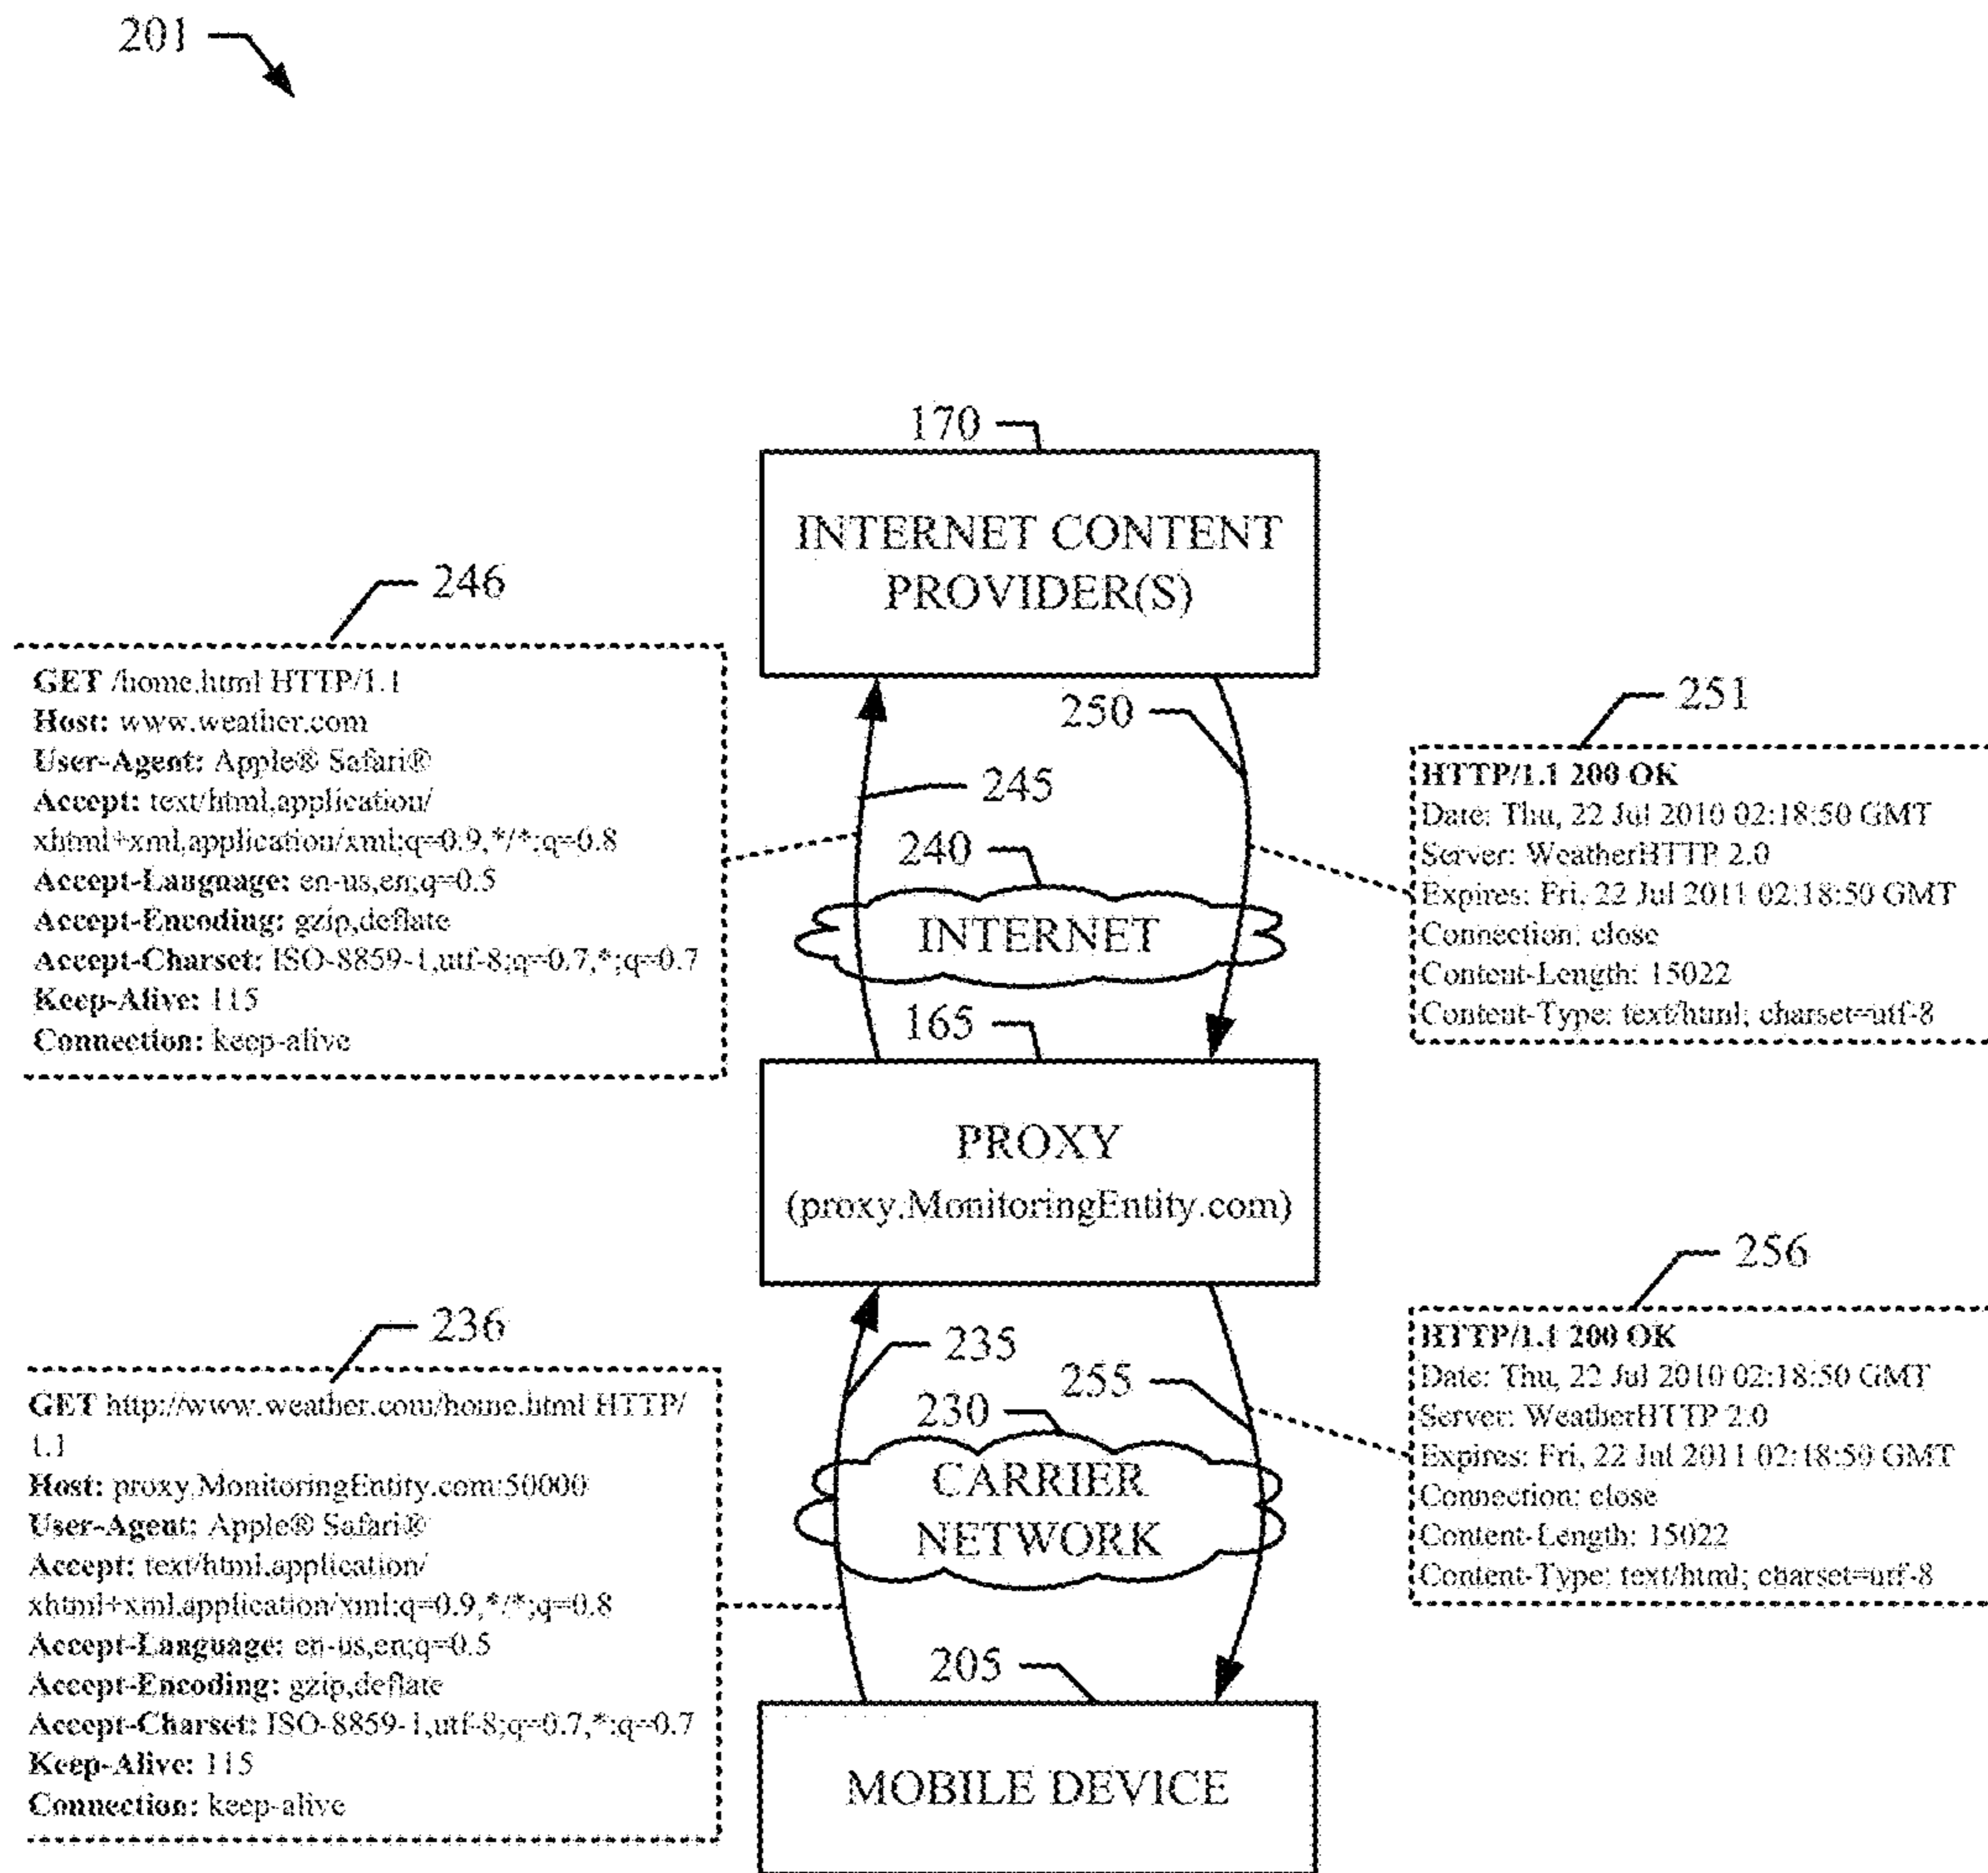 201
170
INTERNET CONTENT
PROVIDER(S)
246
GET /home.html HTTP/1.1
Host: www.weather.com
User-Agent: Apple® Safari®
Accept: text/html,application/
xhtml+xml,application/xml;q=0.9,*/*;q=0.8
Accept-Language: en-us,en;q=0.5
Accept-Encoding: gzip,deflate
Accept-Charset: ISO-8859-1,utf-8;q=0.7,*;q=0.7
Keep-Alive: 115
Connection: keep-alive
250
245
251
HTTP/1.1 200 OK
Date: Thu, 22 Jul 2010 02:18:50 GMT
Server: WeatherHTTP 2.0
Expires: Fri, 22 Jul 2011 02:18:50 GMT
Connection: close
Content-Length: 15022
Content-Type: text/html; charset=utf-8
240
INTERNET
165
PROXY
(proxy.MonitoringEntity.com)
236
GET http://www.weather.com/home.html HTTP/
1.1
Host: proxy.MonitoringEntity.com:50000
User-Agent: Apple® Safari®
Accept: text/html,application/
xhtml+xml,application/xml;q=0.9,*/*;q=0.8
Accept-Language: en-us,en;q=0.5
Accept-Encoding: gzip,deflate
Accept-Charset: ISO-8859-1,utf-8;q=0.7,*;q=0.7
Keep-Alive: 115
Connection: keep-alive
235
255
230
CARRIER
NETWORK
256
HTTP/1.1 200 OK
Date: Thu, 22 Jul 2010 02:18:50 GMT
Server: WeatherHTTP 2.0
Expires: Fri, 22 Jul 2011 02:18:50 GMT
Connection: close
Content-Length: 15022
Content-Type: text/html; charset=utf-8
205
MOBILE DEVICE